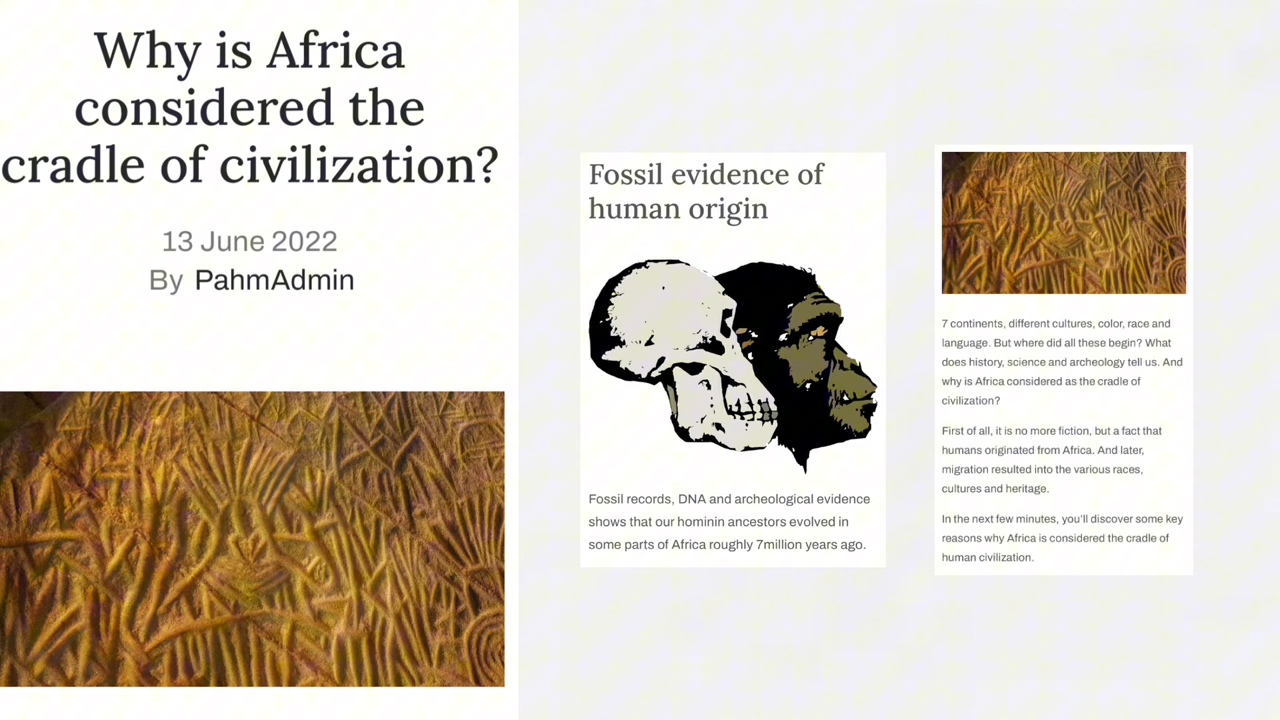 Why is Africa
considered the
cradle of civilization?
13 June 2022
By PahmAdmin
Fossil evidence of
human origin
Fossil records, DNA and archeological evidence
shows that our hominin ancestors evolved in
some parts of Africa roughly 7million years ago.
7 continents, different cultures, color, race and
language. But where did all these begin? What
does history, science and archeology tell us. And
why is Africa considered as the cradle of
civilization?
First of all, it is no more fiction, but a fact that
humans originated from Africa. And later,
migration resulted into the various races,
cultures and heritage.
In the next few minutes, you'll discover some key
reasons why Africa is considered the cradle of
human civilization.